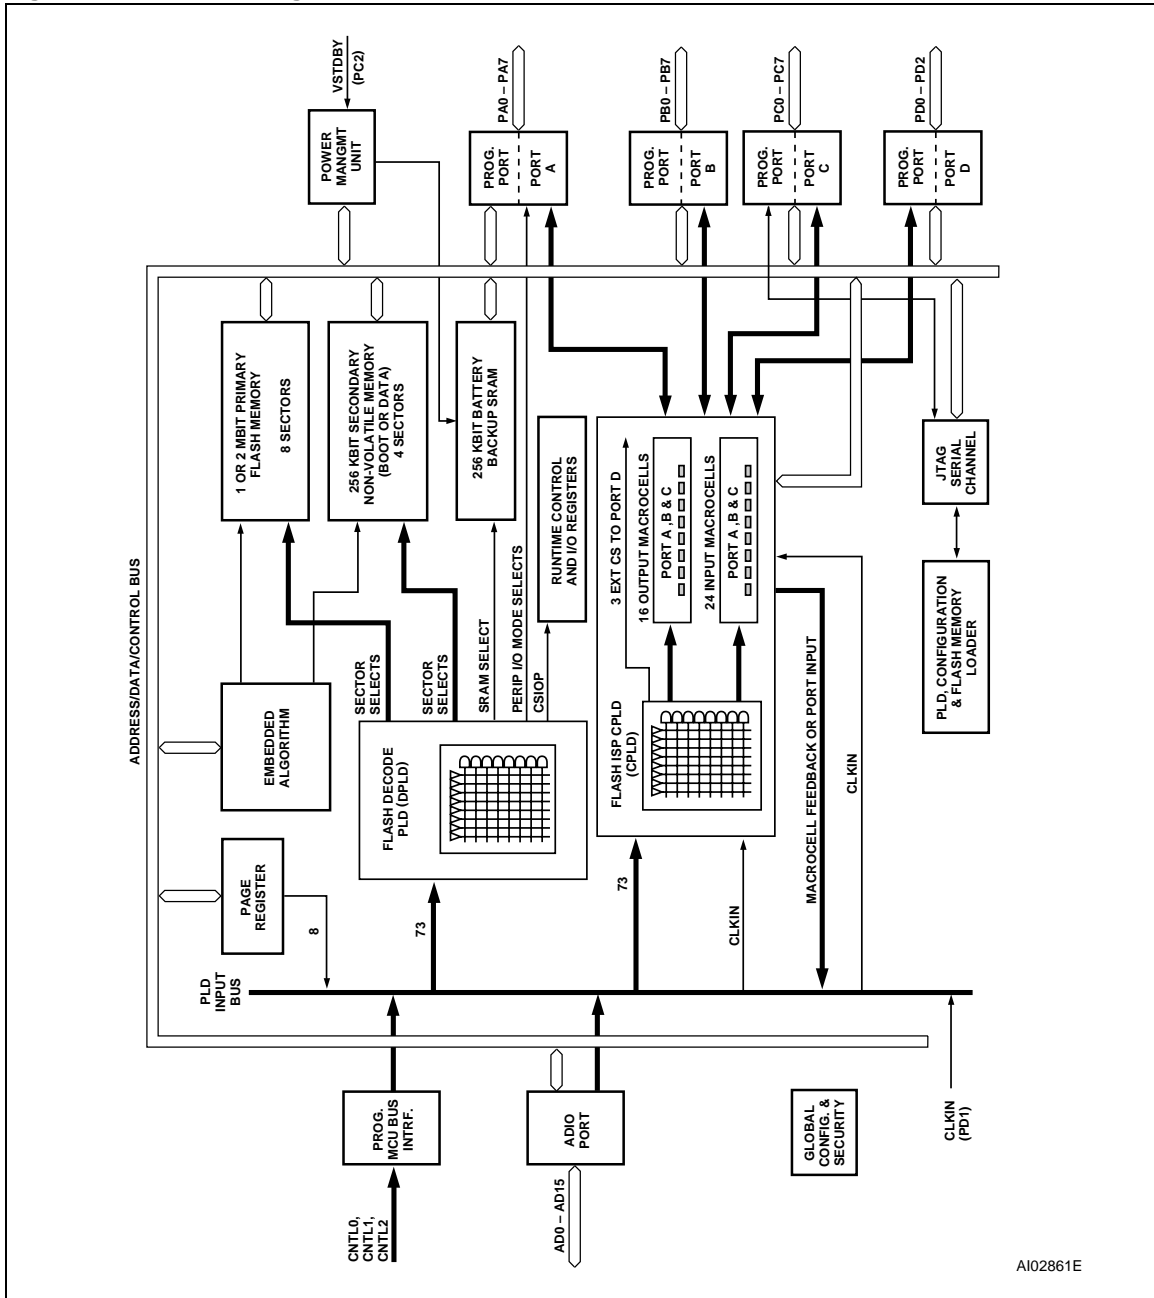 VSTDBY
(PC2)
PA0 – PA7
PB0 – PB7
PC0 – PC7
PD0 – PD2
POWER
MANGMT
UNIT
PROG.
PORT
PORT
A
PROG.
PORT
PORT
B
PROG.
PORT
PORT
C
PROG.
PORT
PORT
D
ADDRESS/DATA/CONTROL BUS
1 OR 2 MBIT PRIMARY
FLASH MEMORY
8 SECTORS
256 KBIT SECONDARY
NON-VOLATILE MEMORY
(BOOT OR DATA)
4 SECTORS
256 KBIT BATTERY
BACKUP SRAM
RUNTIME CONTROL
AND I/O REGISTERS
3 EXT CS TO PORT D
16 OUTPUT MACROCELLS
PORT A ,B & C
24 INPUT MACROCELLS
PORT A ,B & C
JTAG
SERIAL
CHANNEL
PLD, CONFIGURATION
& FLASH MEMORY
LOADER
EMBEDDED
ALGORITHM
SECTOR
SELECTS
SECTOR
SELECTS
SRAM SELECT
PERIP I/O MODE SELECTS
CSIOP
FLASH DECODE
PLD (DPLD)
FLASH ISP CPLD
(CPLD)
MACROCELL FEEDBACK OR PORT INPUT
CLKIN
PAGE
REGISTER
8
73
73
CLKIN
PLD
INPUT
BUS
PROG.
MCU BUS
INTRF.
ADIO
PORT
GLOBAL
CONFIG. &
SECURITY
CLKIN
(PD1)
CNTL0,
CNTL1,
CNTL2
AD0 – AD15
AI02861E